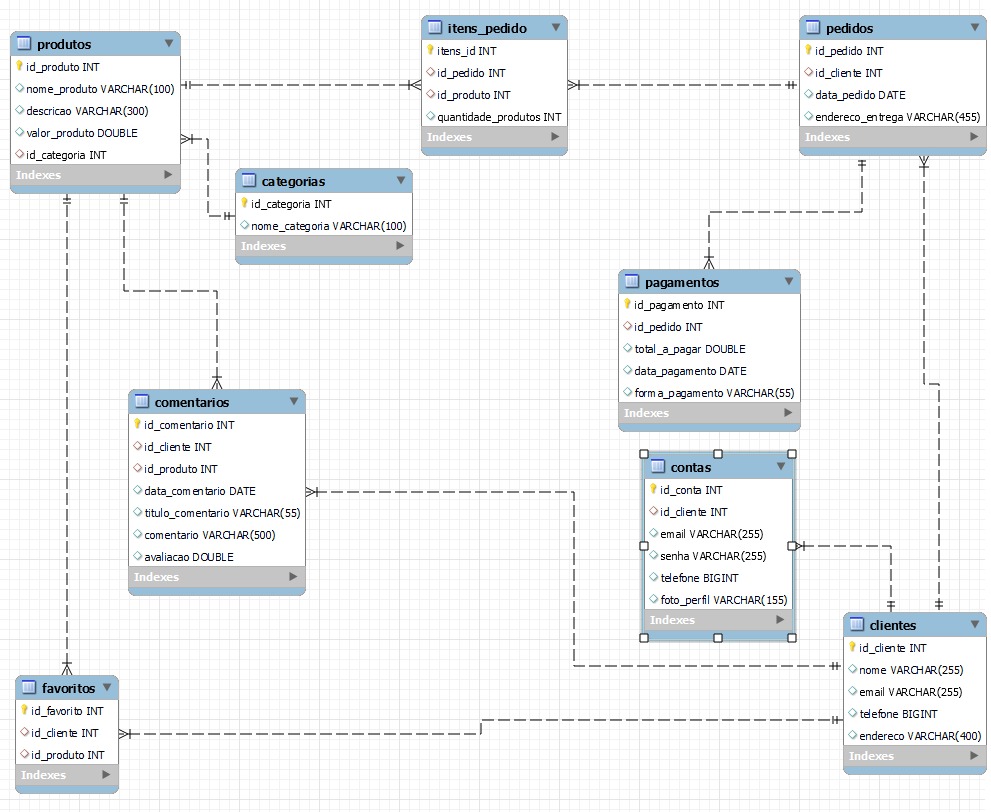 produtos
id_produto INT
nome_produto VARCHAR(100)
descricao VARCHAR(300)
valor_produto DOUBLE
id_categoria INT
Indexes
itens_pedido
itens_id INT
id_pedido INT
id_produto INT
quantidade_produtos INT
Indexes
pedidos
id_pedido INT
id_cliente INT
data_pedido DATE
endereco_entrega VARCHAR(455)
Indexes
categorias
id_categoria INT
nome_categoria VARCHAR(100)
Indexes
pagamentos
id_pagamento INT
id_pedido INT
total_a_pagar DOUBLE
data_pagamento DATE
forma_pagamento VARCHAR(55)
Indexes
comentarios
id_comentario INT
id_cliente INT
id_produto INT
data_comentario DATE
titulo_comentario VARCHAR(55)
comentario VARCHAR(500)
avaliacao DOUBLE
Indexes
contas
id_conta INT
id_cliente INT
email VARCHAR(255)
senha VARCHAR(255)
telefone BIGINT
foto_perfil VARCHAR(155)
Indexes
clientes
id_cliente INT
nome VARCHAR(255)
email VARCHAR(255)
telefone BIGINT
endereco VARCHAR(400)
Indexes
favoritos
id_favorito INT
id_cliente INT
id_produto INT
Indexes